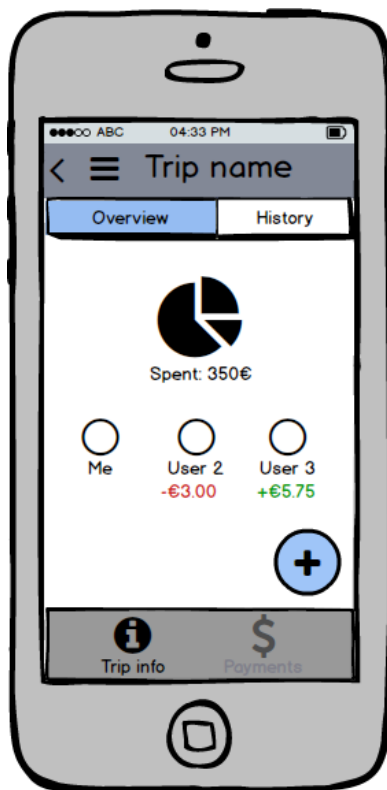 ABC 04:33 PM
Trip name
Overview History
Spent: 350€
Me User 2 User 3
-€3.00 +€5.75
Trip info Payments